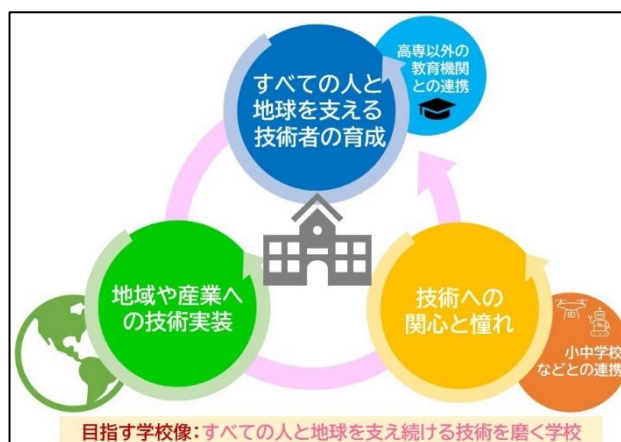 すべての人と
地球を支える
技術者の育成
高専以外の
教育機関
との連携
地域や産業へ
の技術実装
技術への
関心と憧れ
小中学校
などとの連携
目指す学校像:すべての人と地球を支え続ける技術を磨く学校